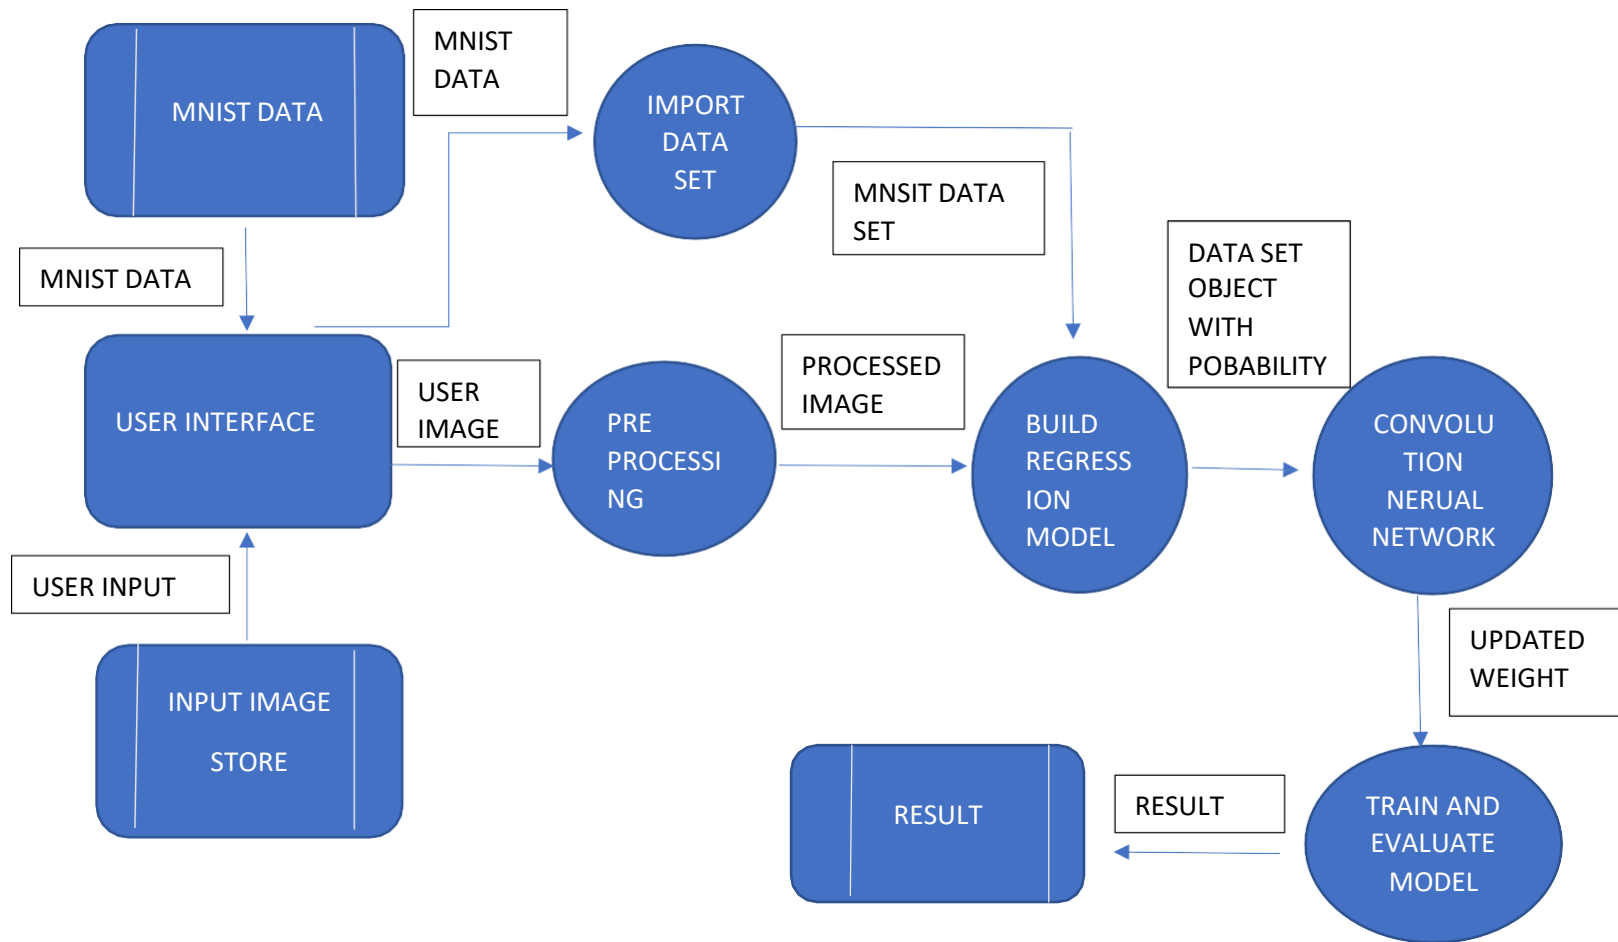 MNIST DATA
MNIST
DATA
IMPORT
DATA
SET
MNSIT DATA
SET
MNIST DATA
DATA SET
OBJECT
WITH
POBABILITY
USER INTERFACE
USER
IMAGE
PRE
PROCESSI
NG
PROCESSED
IMAGE
BUILD
REGRESS
ION
MODEL
CONVOLU
TION
NERUAL
NETWORK
USER INPUT
UPDATED
WEIGHT
INPUT IMAGE
STORE
RESULT
RESULT
TRAIN AND
EVALUATE
MODEL